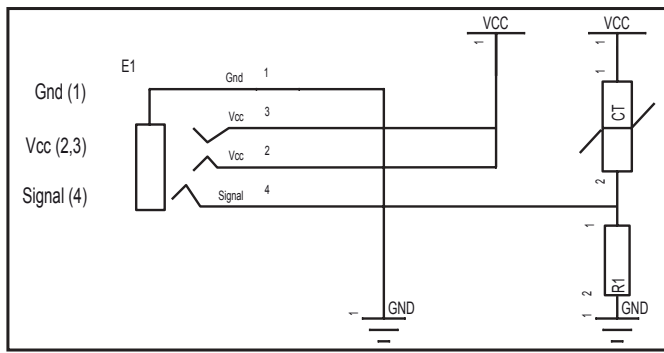 VCC
VCC
1
1
E1
Gnd
1
1
Gnd (1)
Vcc
3
CT
Vcc (2,3)
Vcc
2
2
Signal (4)
Signal
4
1
R1
2
1
GND
1
GND